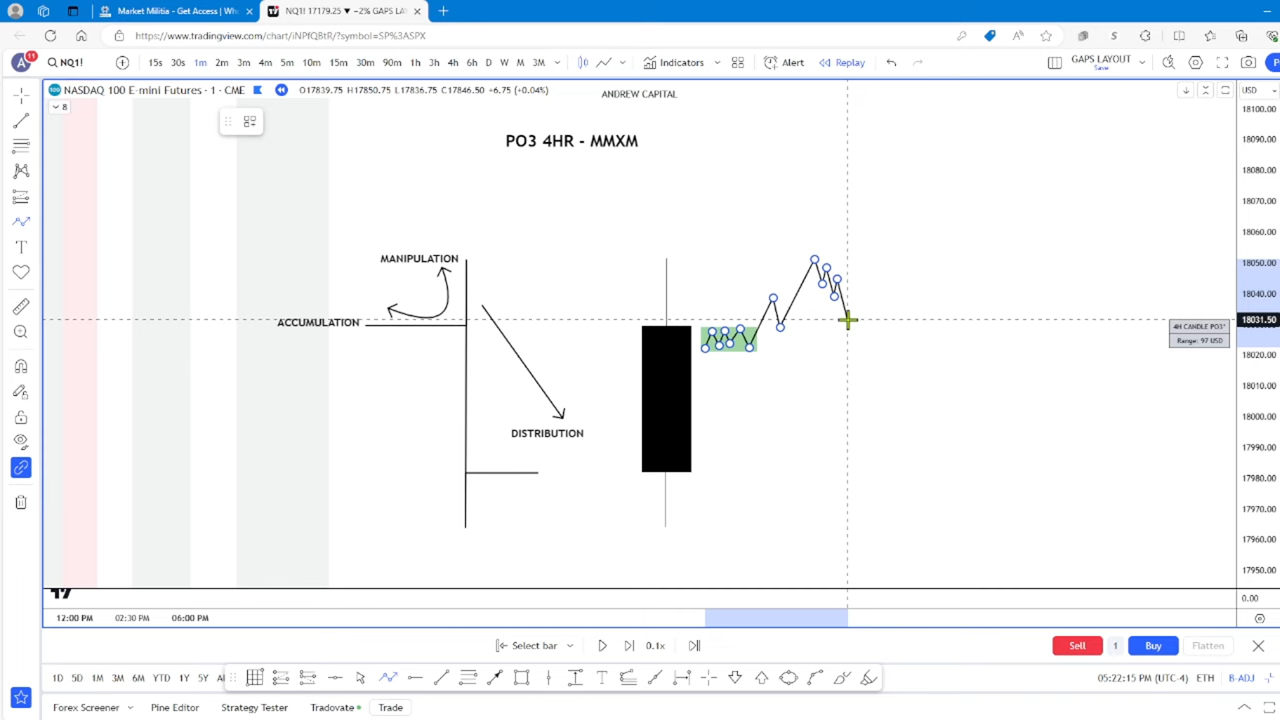 Market Militia - Get Access | Wh
NQ1! 17179.25 ▼ −2% GAPS LA
https://www.tradingview.com/chart/iNPfQBtR/?symbol=SP%3ASPX
A 11 NQ1! 15s 30s 1m 2m 3m 4m 5m 10m 15m 30m 90m 1h 3h 4h 6h D W M 3M Indicators Alert Replay GAPS LAYOUT
Save
NASDAQ 100 E-mini Futures · 1 · CME O17839.75 H17850.75 L17836.75 C17846.50 +6.75 (+0.04%)
ANDREW CAPITAL
USD
8
PO3 4HR - MMXM
MANIPULATION
ACCUMULATION
DISTRIBUTION
4H CANDLE PO3
Range: 97 USD
18100.00
18090.00
18080.00
18070.00
18060.00
18050.00
18040.00
18031.50
18020.00
18010.00
18000.00
17990.00
17980.00
17970.00
17960.00
17950.00
0.00
12:00 PM 02:30 PM 06:00 PM
Select bar 0.1x Sell 1 Buy Flatten
1D 5D 1M 3M 6M YTD 1Y 5Y 05:22:15 PM (UTC-4) ETH B-ADJ
Forex Screener Pine Editor Strategy Tester Tradovate Trade